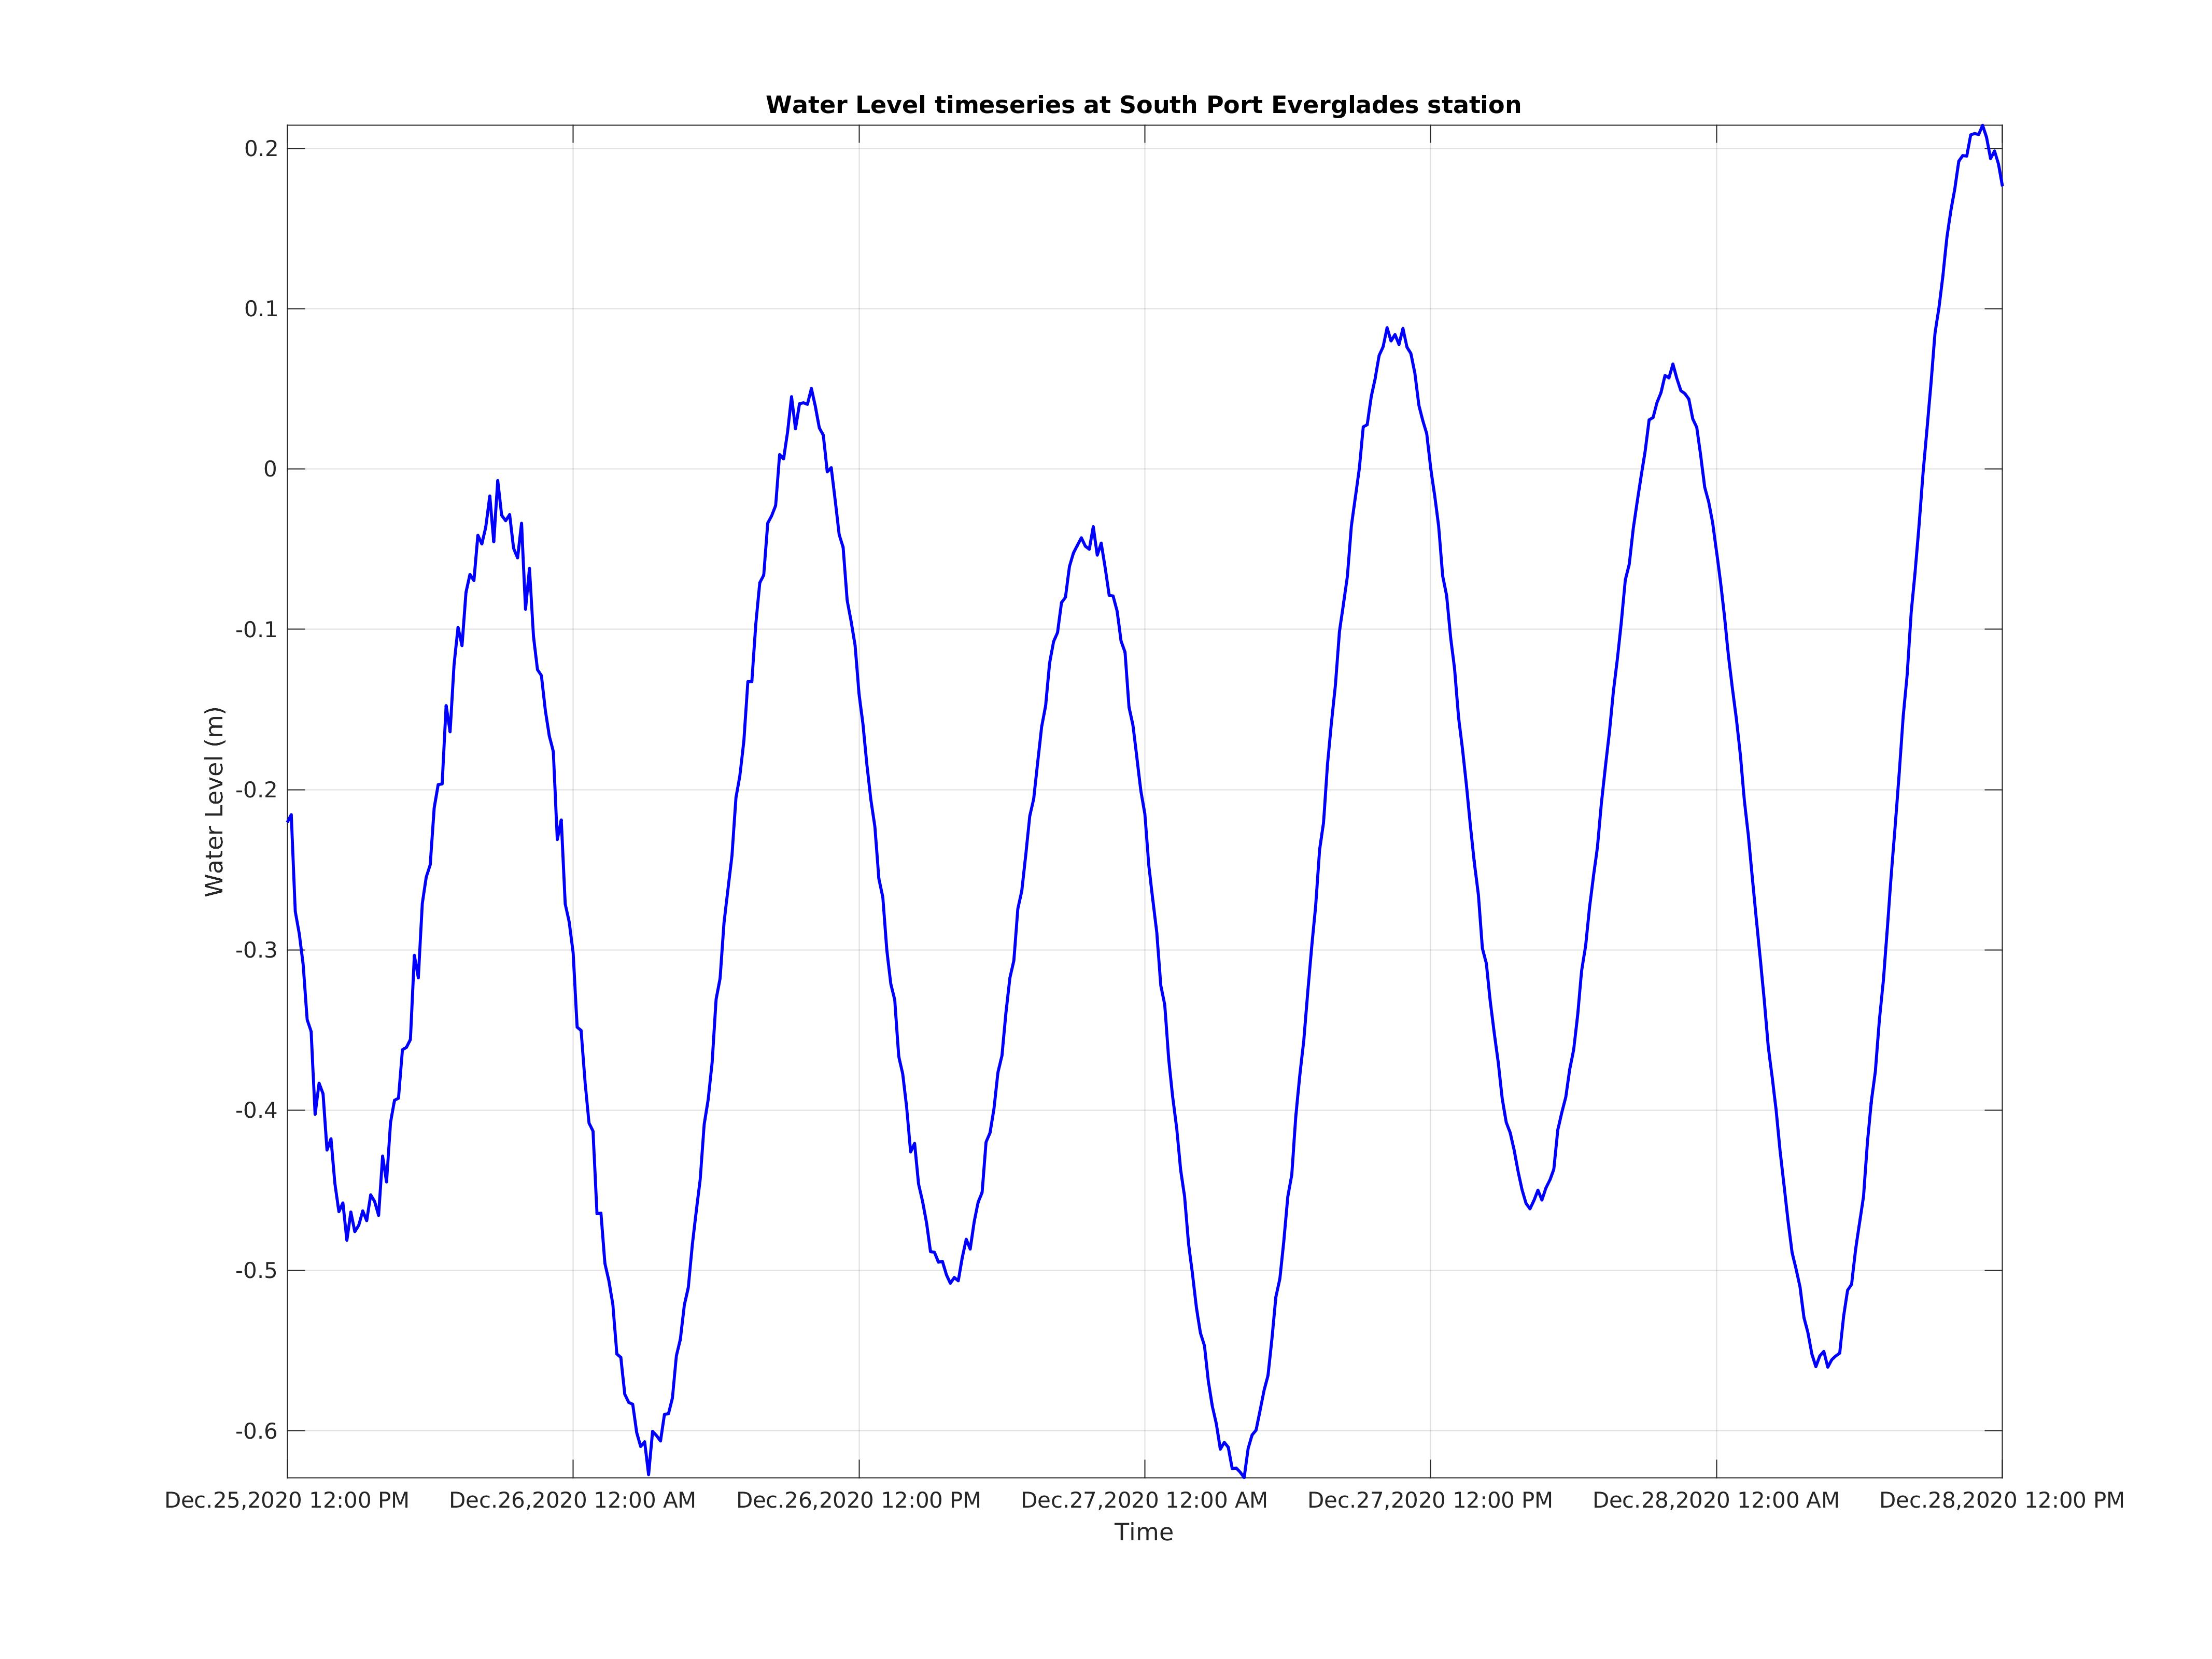 Water Level timeseries at South Port Everglades station
0.2
0.1
0
-0.1
-0.2
-0.3
-0.4
-0.5
-0.6
Water Level (m)
Dec.25,2020 12:00 PM Dec.26,2020 12:00 AM Dec.26,2020 12:00 PM Dec.27,2020 12:00 AM Dec.27,2020 12:00 PM Dec.28,2020 12:00 AM Dec.28,2020 12:00 PM
Time